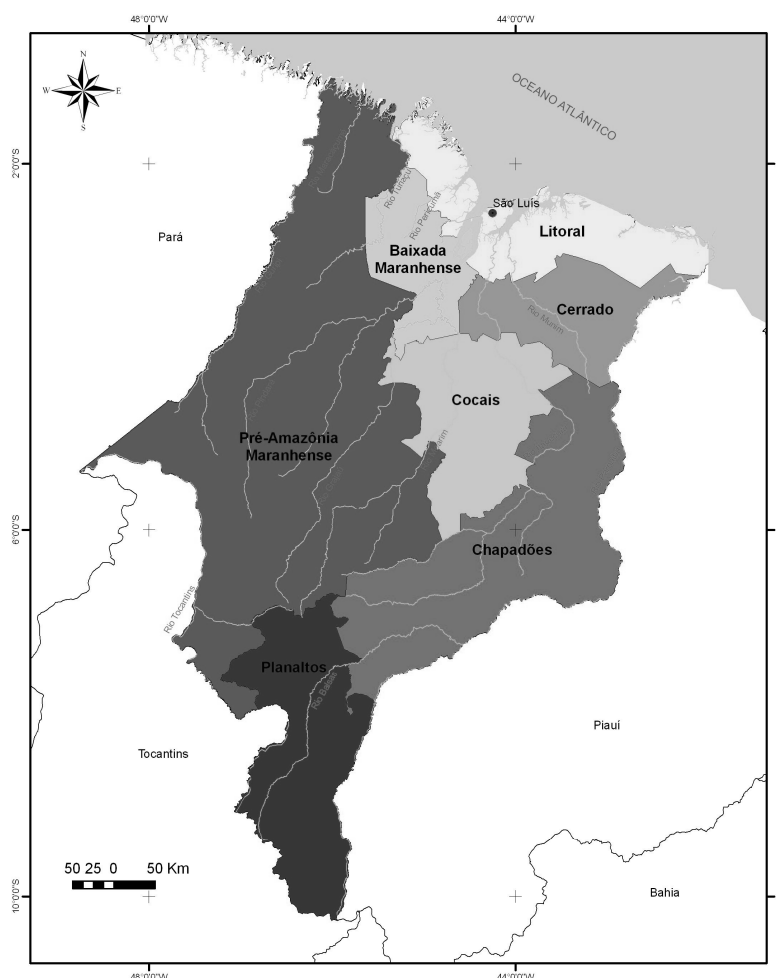 48°0'0"W
44°0'0"W
N
W
E
S
OCEANO ATLÂNTICO
2°0'0"S
Rio Turiaçu
Rio Pericumã
São Luís
Pará
Litoral
Baixada
Maranhense
Cerrado
Rio Munim
Cocais
Pré-Amazônia
Maranhense
6°0'0"S
Chapadões
Rio Tocantins
Planaltos
Rio Balsas
Piauí
Tocantins
50 25 0 50 Km
10°0'0"S
Bahia
48°0'0"W
44°0'0"W